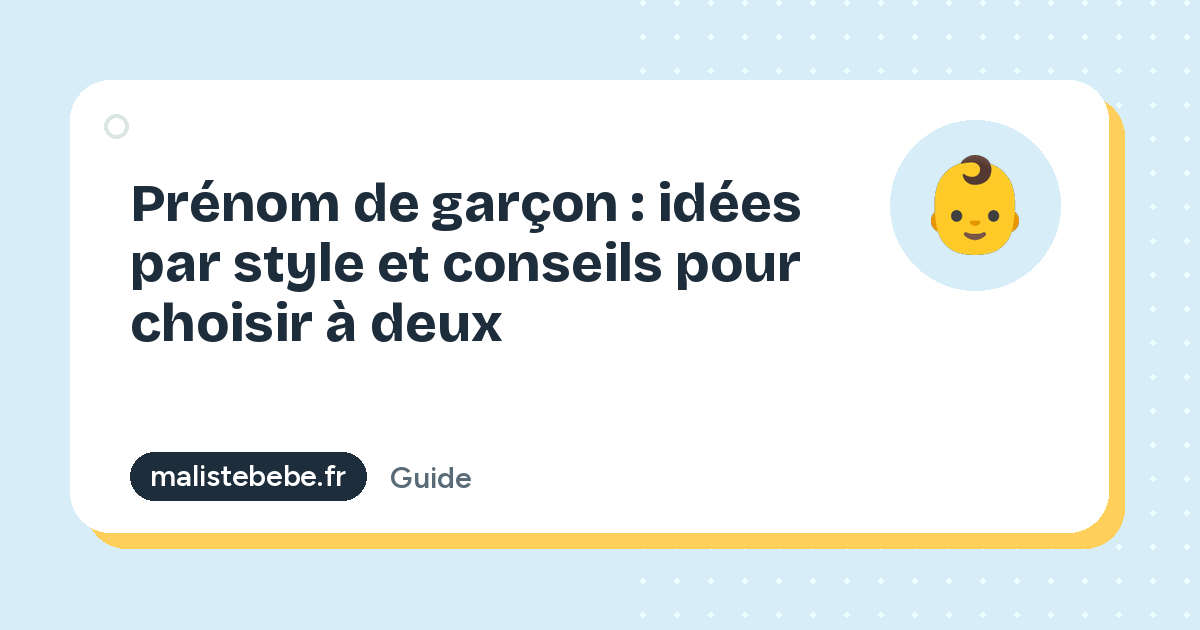 Prénom de garçon : idées
par style et conseils pour
choisir à deux
malistebebe.fr Guide